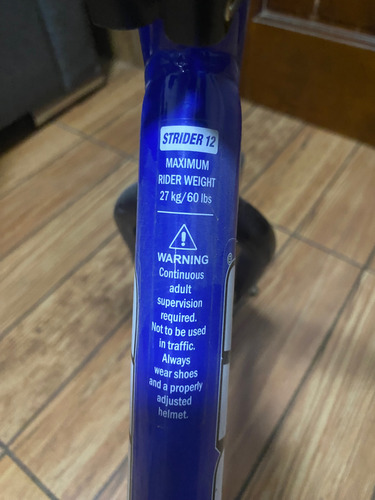 STRIDER 12
MAXIMUM
RIDER WEIGHT
27 kg/60 lbs
WARNING
Continuous
adult
supervision
required.
Not to be used
in traffic.
Always
wear shoes
and a properly
adjusted
helmet.